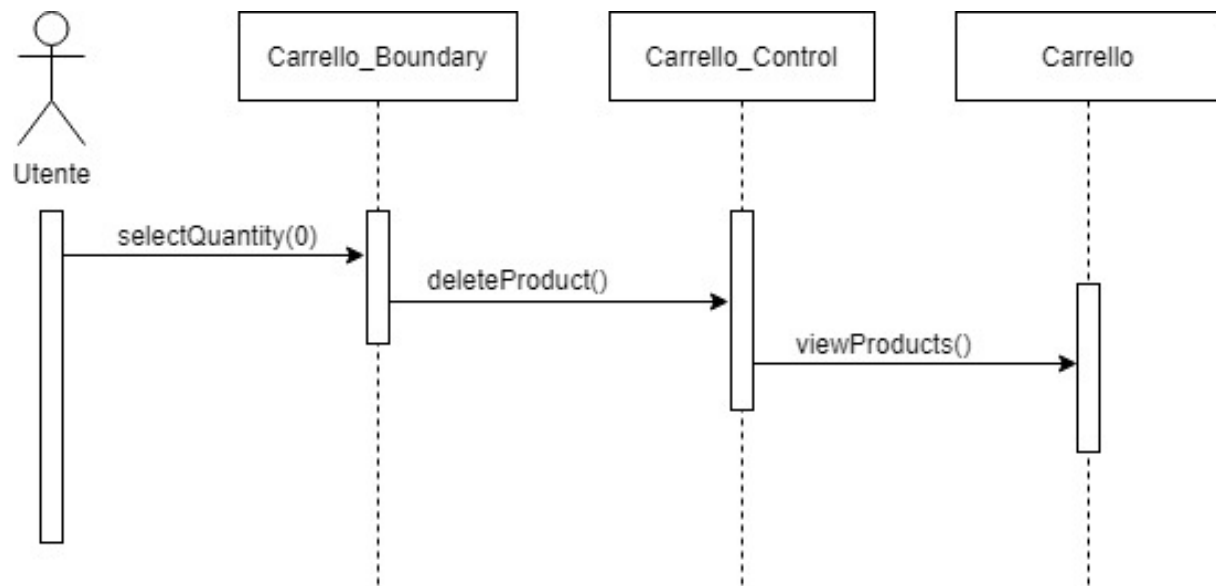 Carrello_Boundary
Carrello_Control
Carrello
Utente
selectQuantity(0)
deleteProduct()
viewProducts()